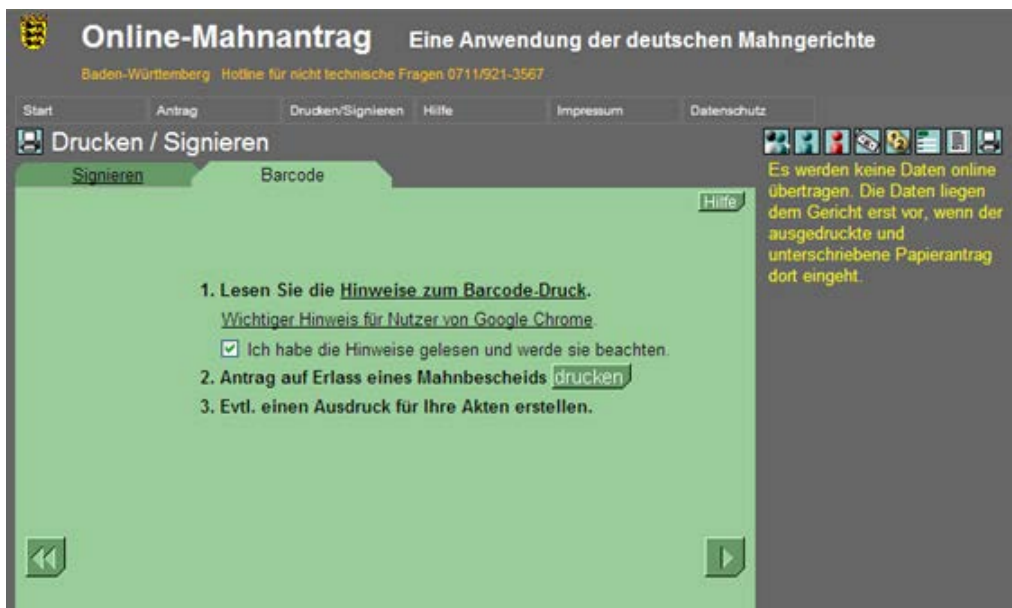 Online-Mahnantrag Eine Anwendung der deutschen Mahngerichte
Baden-Württemberg Hotline für nicht technische Fragen 0711/921-3567
Start Antrag Drucken/Signieren Hilfe Impressum Datenschutz
Drucken / Signieren
Signieren Barcode
Hilfe
1. Lesen Sie die Hinweise zum Barcode-Druck.
Wichtiger Hinweis für Nutzer von Google Chrome.
Ich habe die Hinweise gelesen und werde sie beachten.
2. Antrag auf Erlass eines Mahnbescheids drucken
3. Evtl. einen Ausdruck für Ihre Akten erstellen.
Es werden keine Daten online
übertragen. Die Daten liegen
dem Gericht erst vor, wenn der
ausgedruckte und
unterschriebene Papierantrag
dort eingeht.